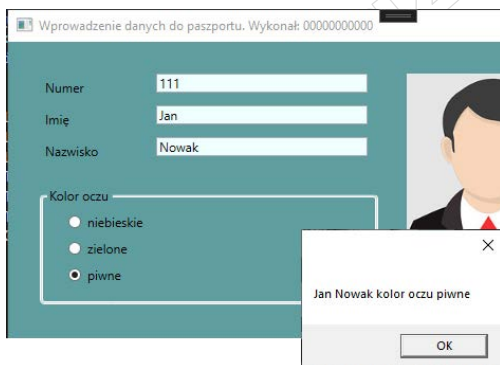 Wprowadzenie danych do paszportu. Wykonał: 00000000000
Numer 111
Imię Jan
Nazwisko Nowak
Kolor oczu
niebieskie
zielone
piwne
Jan Nowak kolor oczu piwne
OK